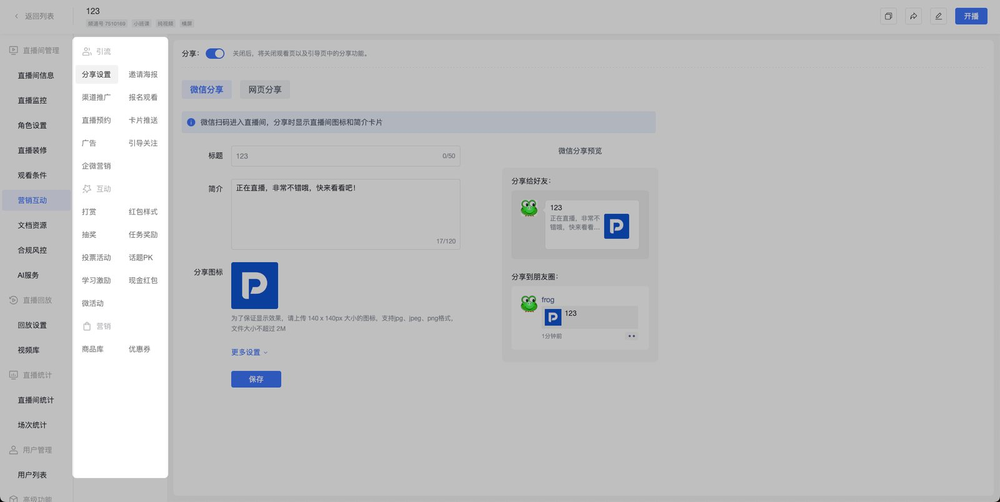 返回列表
123
频道号 7510169 小班课 纯视频 横屏
开播
直播间管理
直播间信息
直播监控
角色设置
直播装修
观看条件
营销互动
文档资源
合规风控
AI服务
直播回放
回放设置
视频库
直播统计
直播间统计
场次统计
用户管理
用户列表
高级功能
引流
分享设置 邀请海报
渠道推广 报名观看
直播预约 卡片推送
广告 引导关注
企微营销
互动
打赏 红包样式
抽奖 任务奖励
投票活动 话题PK
学习激励 现金红包
微活动
营销
商品库 优惠券
分享： 关闭后，将关闭观看页以及引导页中的分享功能。
微信分享 网页分享
微信扫码进入直播间，分享时显示直播间图标和简介卡片
标题 123 0/50
简介 正在直播，非常不错哦，快来看看吧！
17/120
分享图标
为了保证显示效果，请上传 140 x 140px 大小的图标，支持jpg、jpeg、png格式，
文件大小不超过 2M
更多设置
保存
微信分享预览
分享给好友：
123
正在直播，非常不
错哦，快来看看...
分享到朋友圈：
frog
123
1分钟前